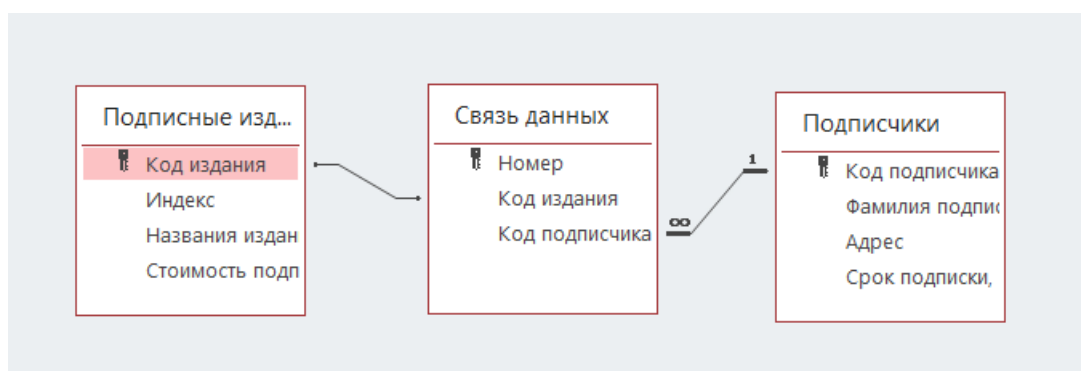 Подписные изд...
Код издания
Индекс
Названия издан
Стоимость подп
Связь данных
Номер
Код издания
Код подписчика
∞
1
Подписчики
Код подписчика
Фамилия подпис
Адрес
Срок подписки,